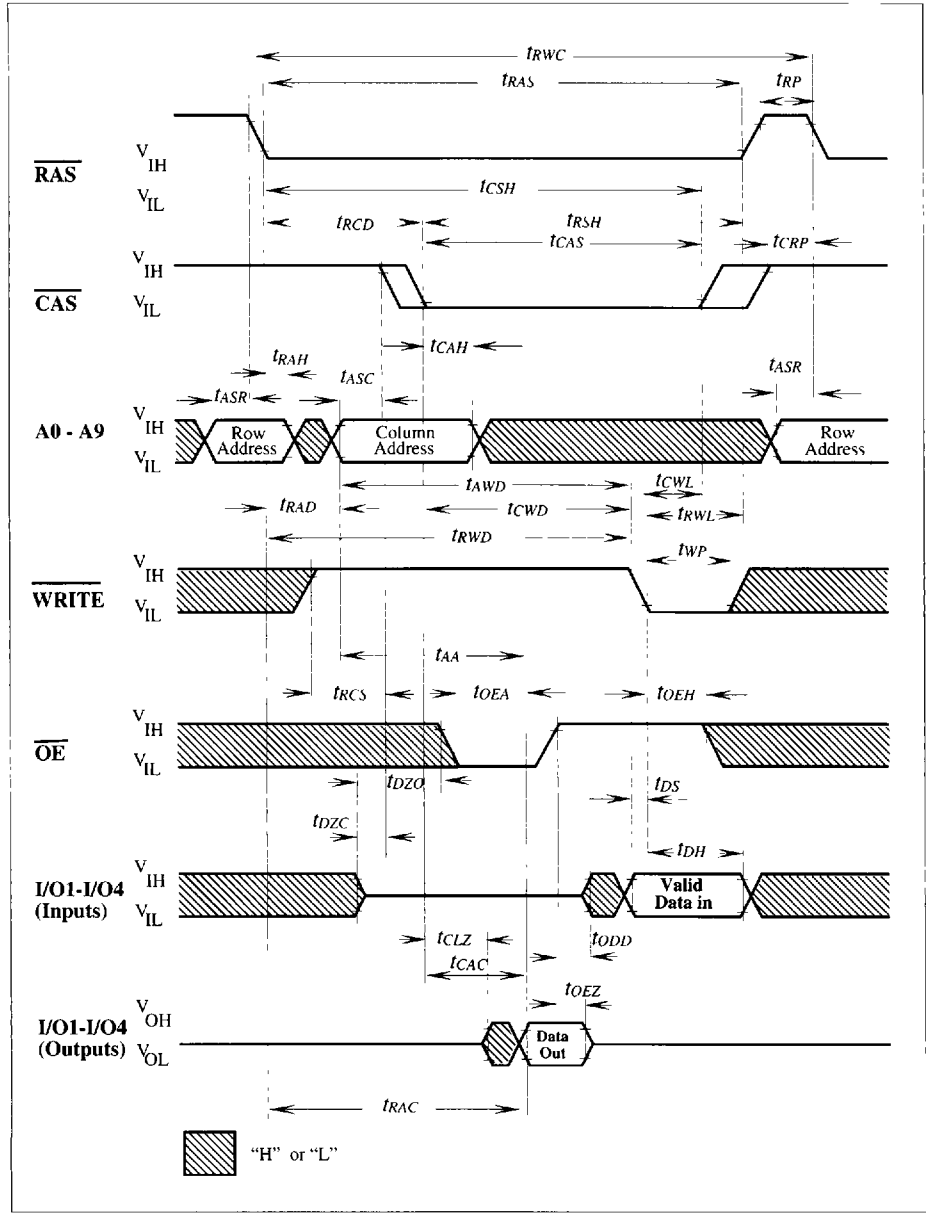 tRWC
tRAS
tRP
RAS
VIH
VIL
tCSH
tRCD
tRSH
tCAS
tCRP
CAS
VIH
VIL
tCAH
tRAH
tASC
tASR
tASR
A0 - A9
VIH
VIL
Row
Address
Column
Address
Row
Address
tAWD
tCWL
tRAD
tCWD
tRWL
tRWD
tWP
WRITE
VIH
VIL
tAA
tRCS
tOEA
tOEH
OE
VIH
VIL
tDZO
tDS
tDZC
tDH
I/O1-I/O4
(Inputs)
VIH
VIL
Valid
Data in
tCLZ
tODD
tCAC
tOEZ
I/O1-I/O4
(Outputs)
VOH
VOL
Data
Out
tRAC
"H" or "L"